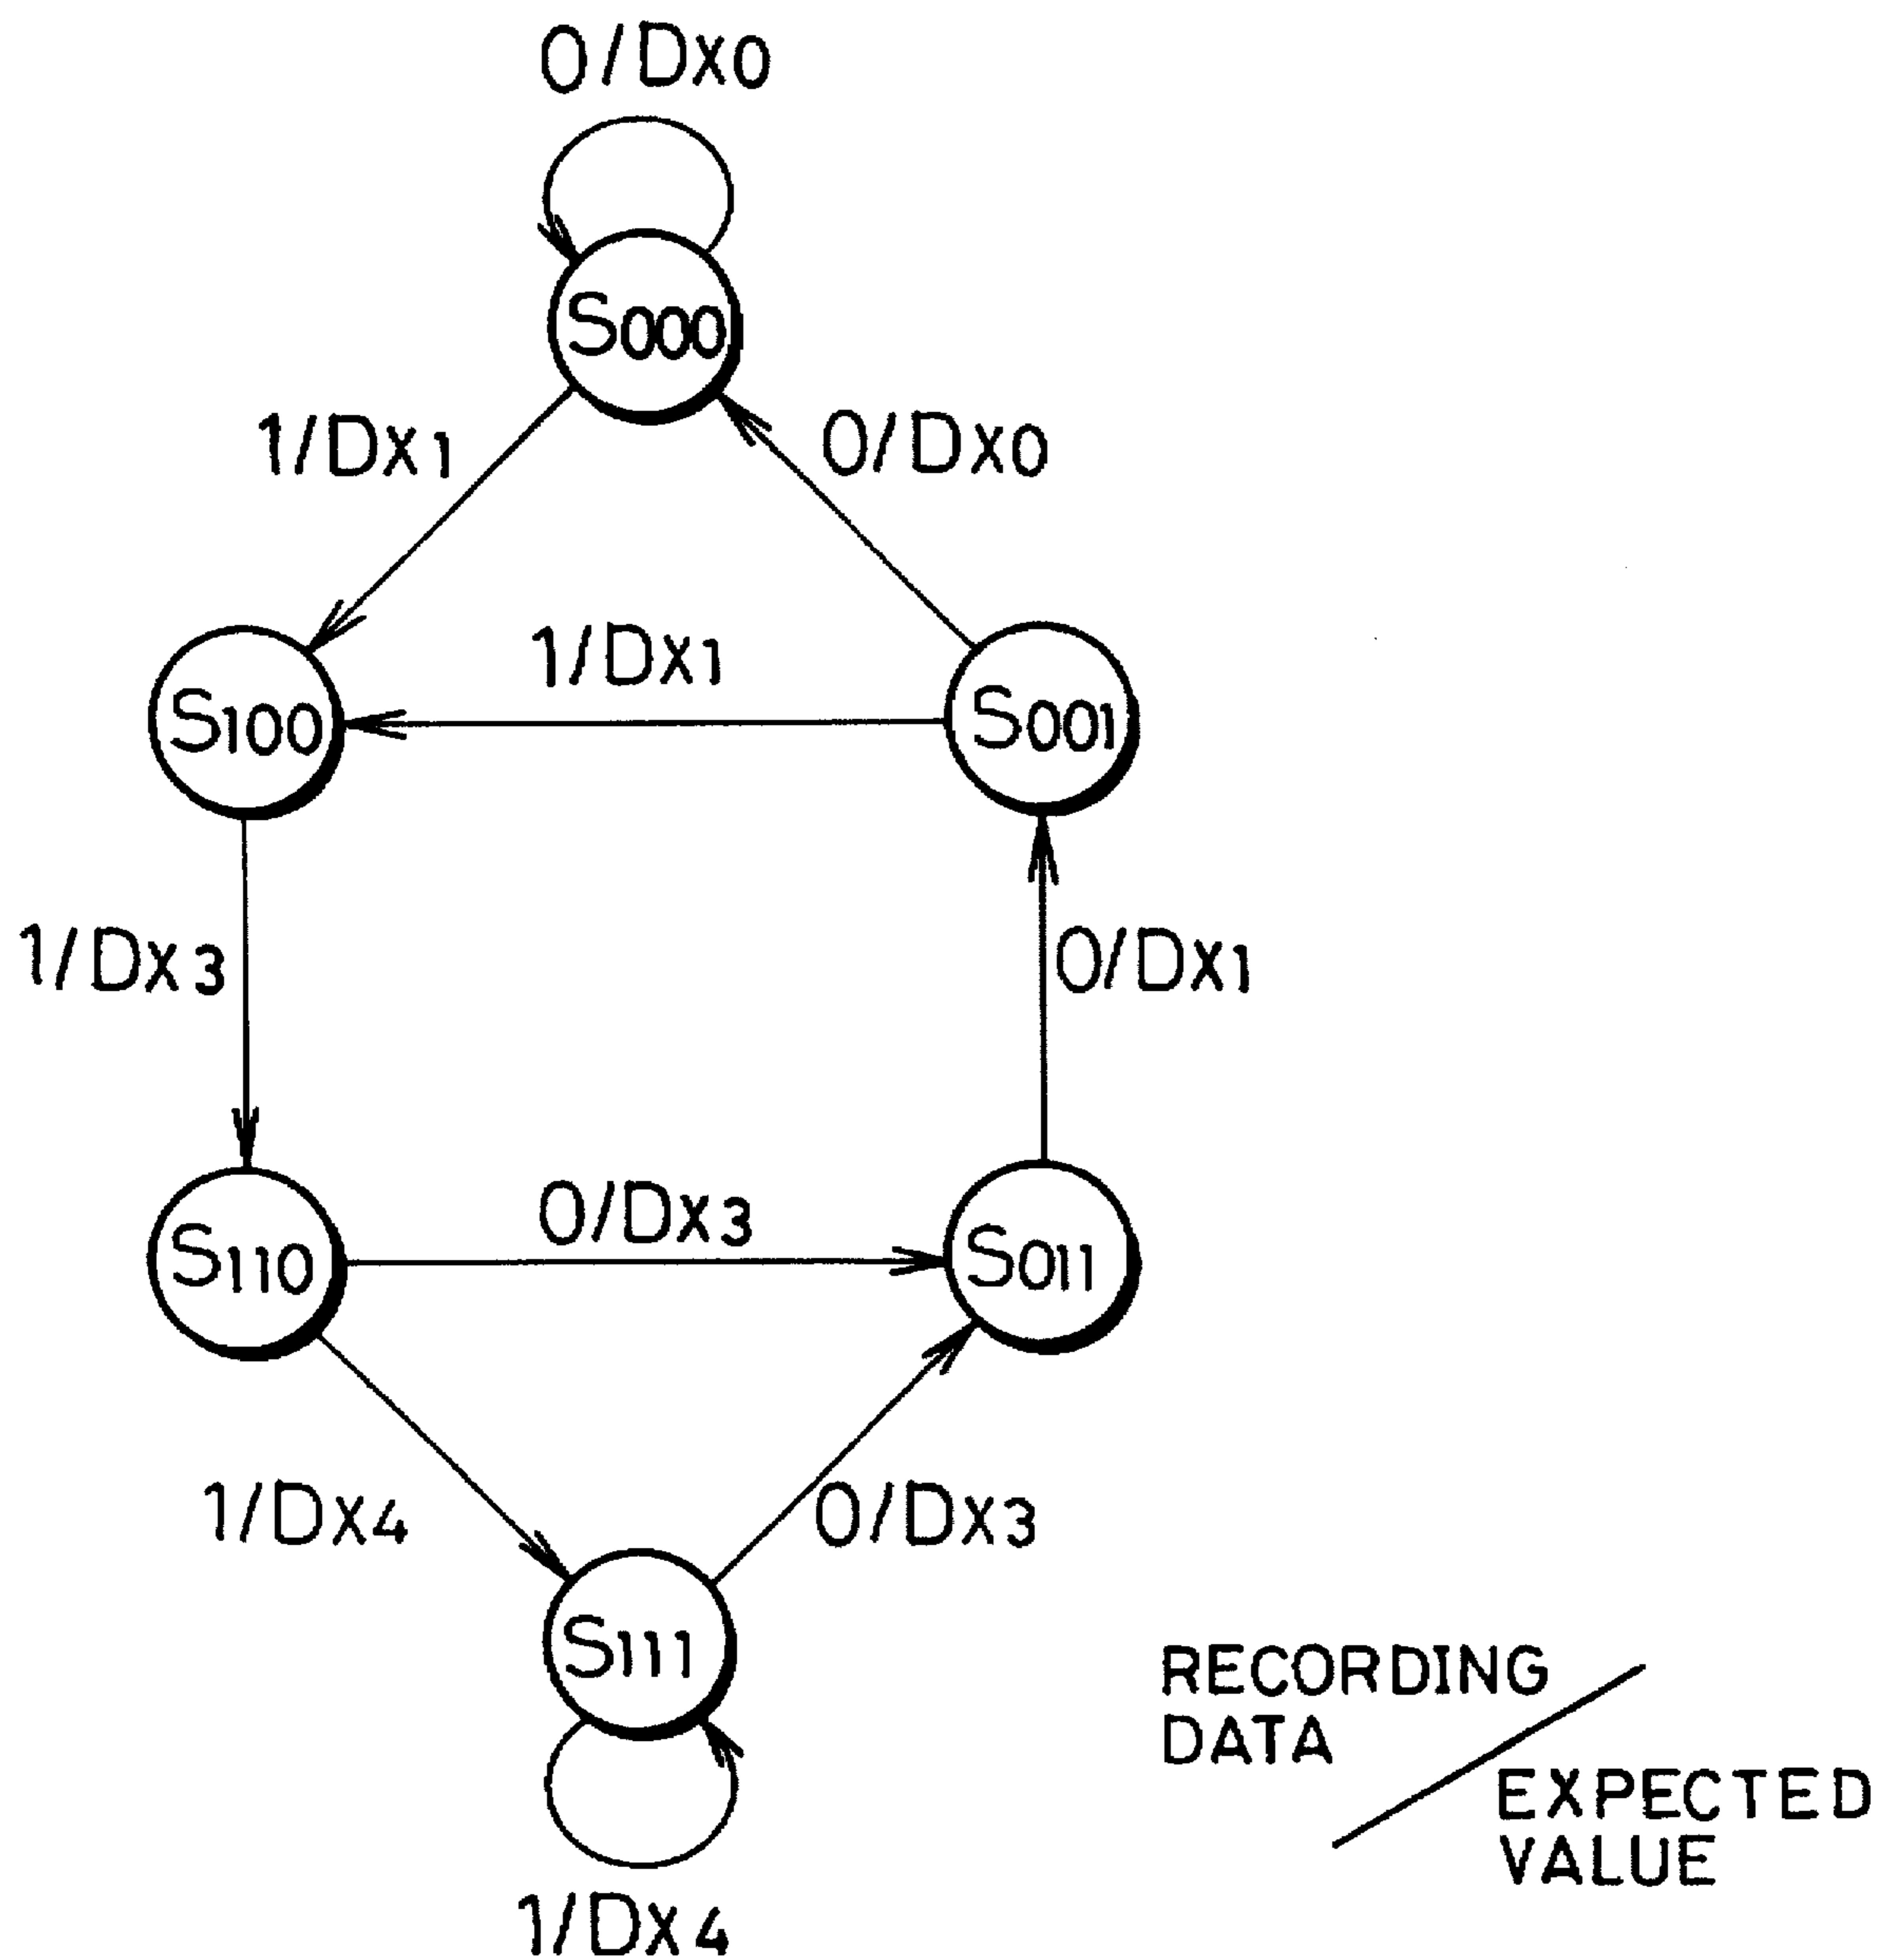 0/Dx0
S000
1/Dx1
0/Dx0
1/Dx1
S100
S001
1/Dx3
0/Dx1
0/Dx3
S110
S011
1/Dx4
0/Dx3
S111
RECORDING
DATA
EXPECTED
VALUE
1/Dx4